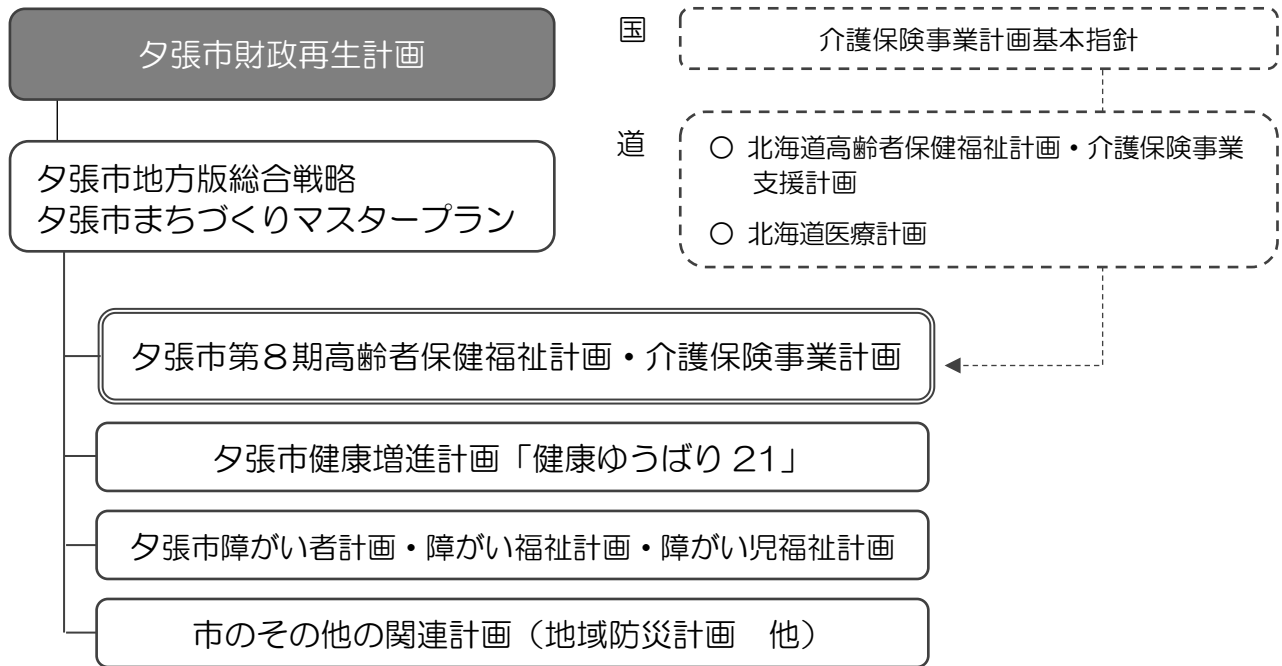 夕張市財政再生計画
国
介護保険事業計画基本指針
道
○ 北海道高齢者保健福祉計画・介護保険事業
支援計画
○ 北海道医療計画
夕張市地方版総合戦略
夕張市まちづくりマスタープラン
夕張市第8期高齢者保健福祉計画・介護保険事業計画
夕張市健康増進計画「健康ゆうばり 21」
夕張市障がい者計画・障がい福祉計画・障がい児福祉計画
市のその他の関連計画（地域防災計画　他）